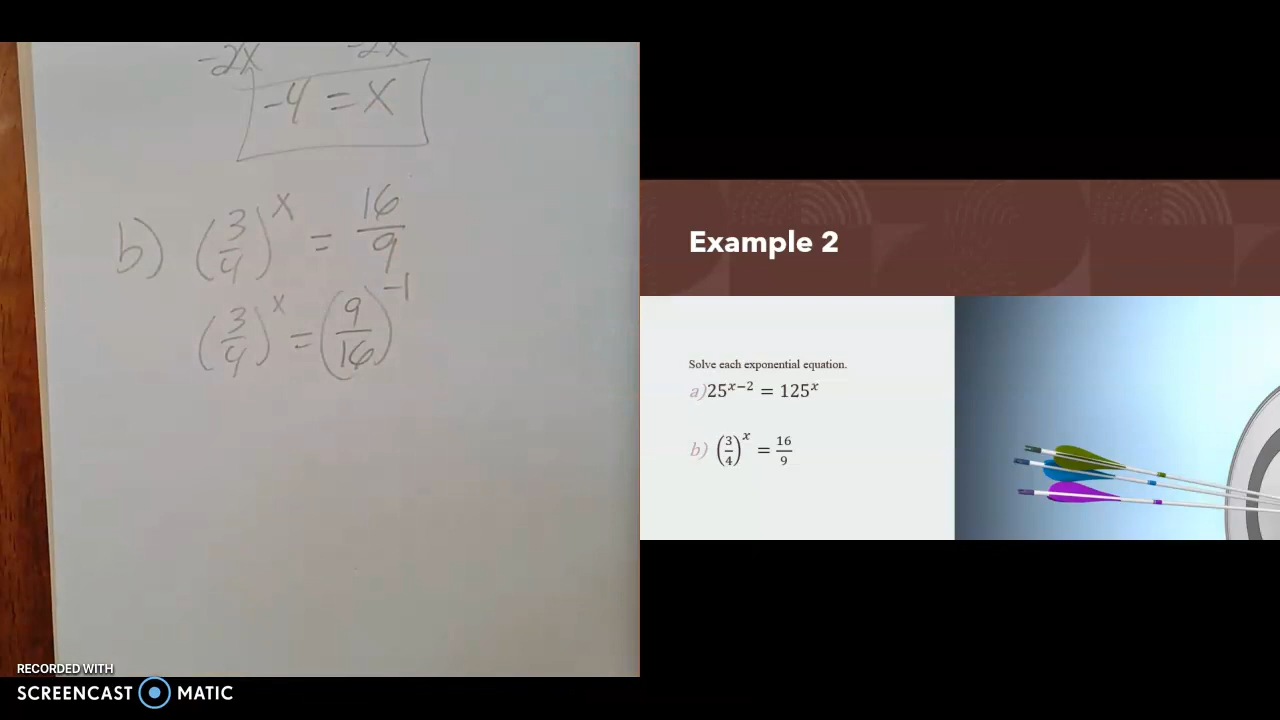 -2x -2x
-4 = x
b) (3/4)^x = 16/9
(3/4)^x = (9/16)^-1
Example 2
Solve each exponential equation.
a) 25^{x-2} = 125^x
b) (3/4)^x = 16/9
RECORDED WITH
SCREENCAST MATIC